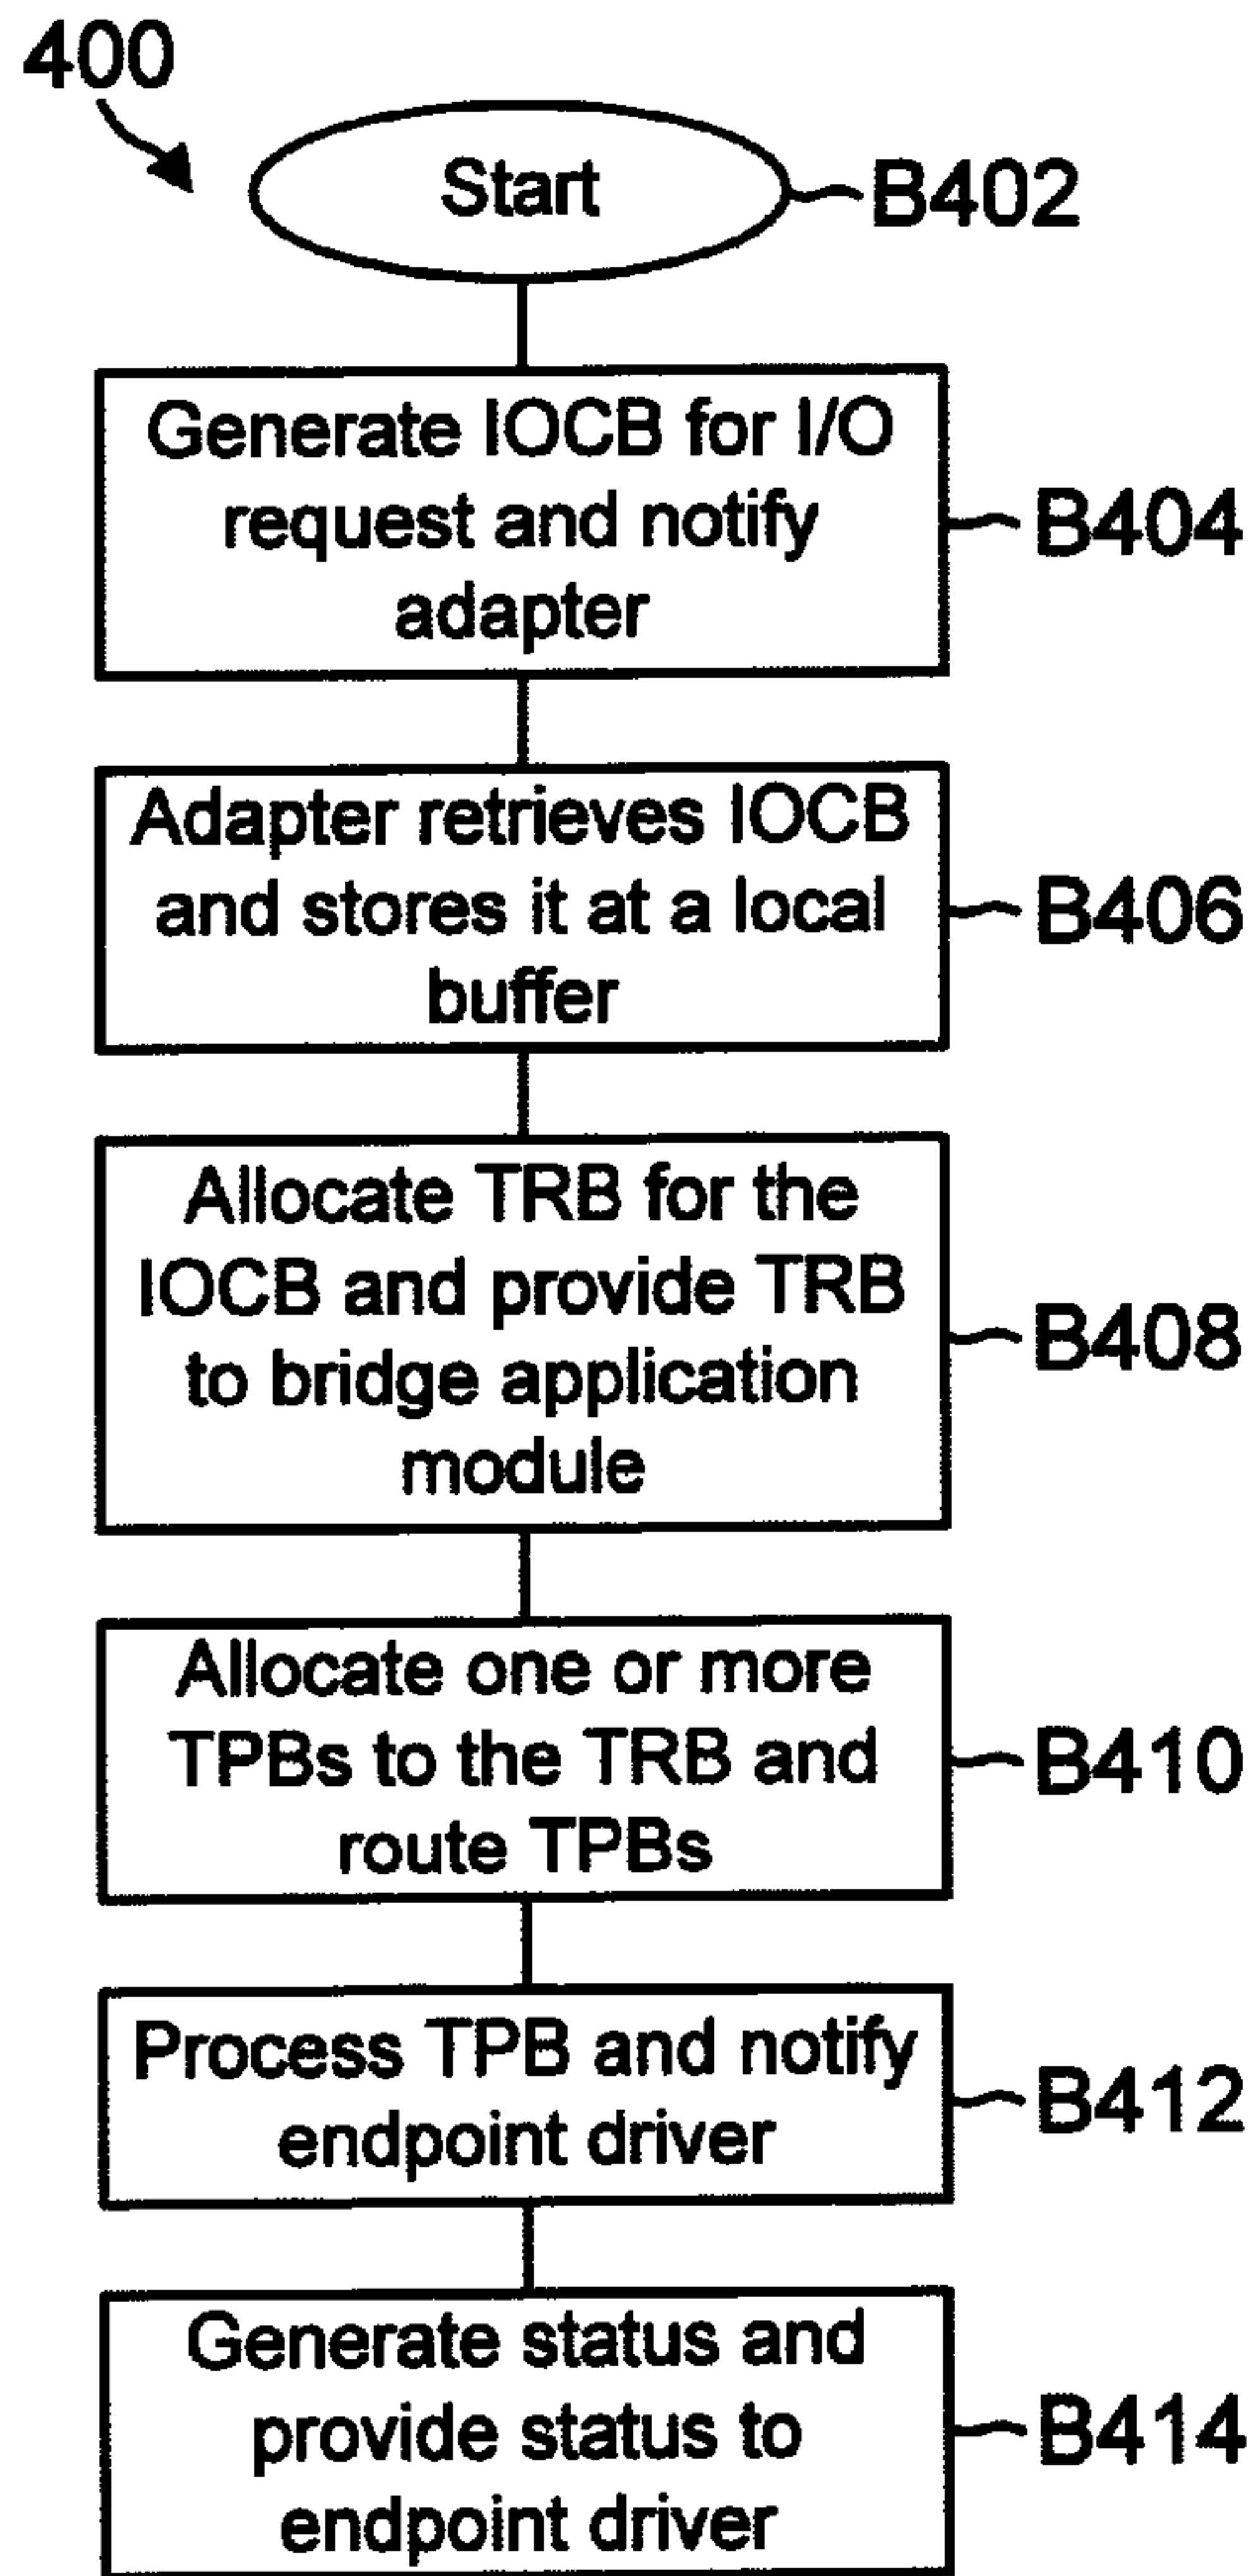 400
Start
B402
Generate IOCB for I/O
request and notify
adapter
B404
Adapter retrieves IOCB
and stores it at a local
buffer
B406
Allocate TRB for the
IOCB and provide TRB
to bridge application
module
B408
Allocate one or more
TPBs to the TRB and
route TPBs
B410
Process TPB and notify
endpoint driver
B412
Generate status and
provide status to
endpoint driver
B414